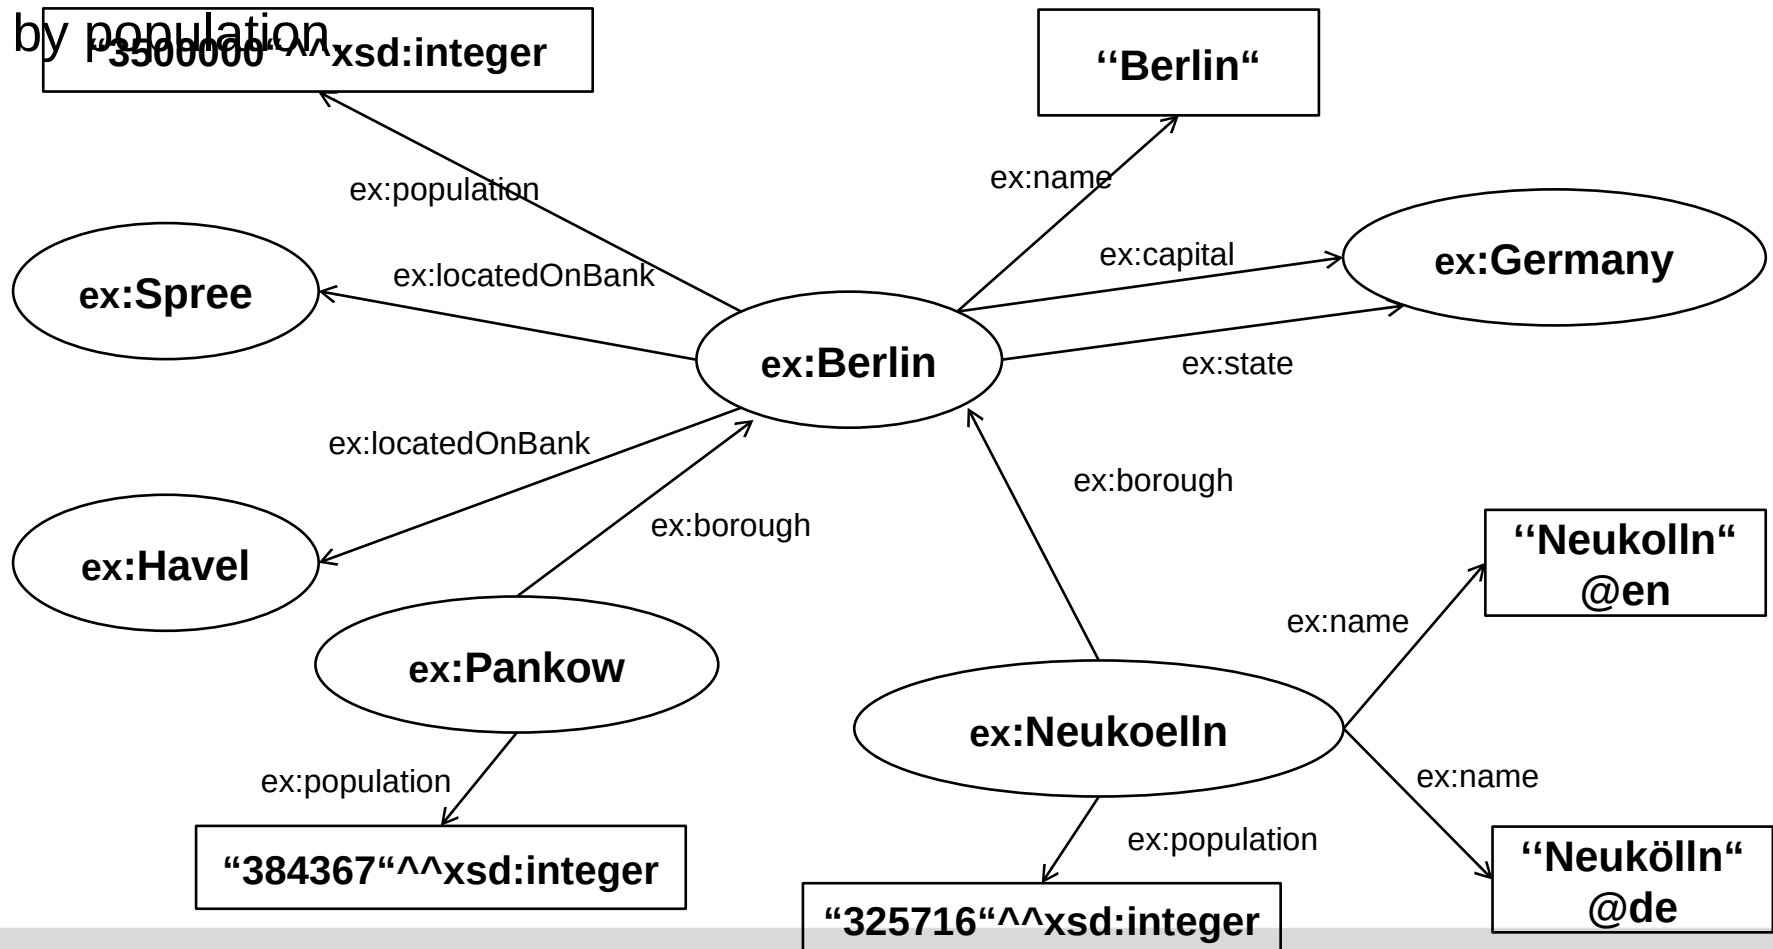 by population.
“3500000“^^xsd:integer
‘‘Berlin“
ex:name
ex:population
ex:capital
ex:Germany
ex:locatedOnBank
ex:Spree
ex:Berlin
ex:state
ex:locatedOnBank
ex:borough
ex:borough
ex:Havel
‘‘Neukolln“
@en
ex:name
ex:Pankow
ex:Neukoelln
ex:population
ex:name
ex:population
“384367“^^xsd:integer
‘‘Neukölln“
@de
“325716“^^xsd:integer